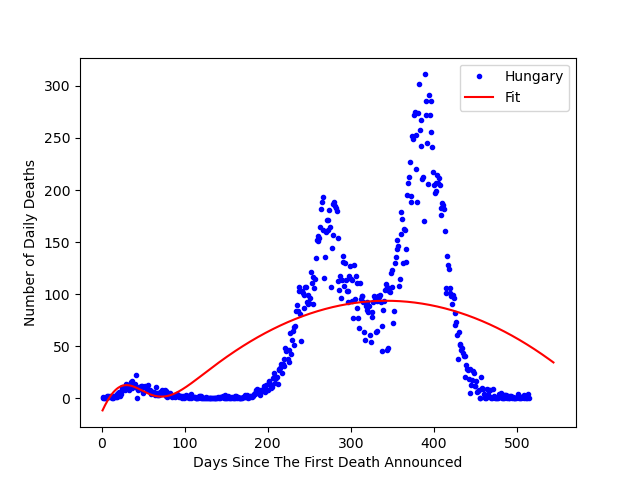 Hungary
Fit
300
250
200
150
100
50
0
Number of Daily Deaths
0 100 200 300 400 500
Days Since The First Death Announced